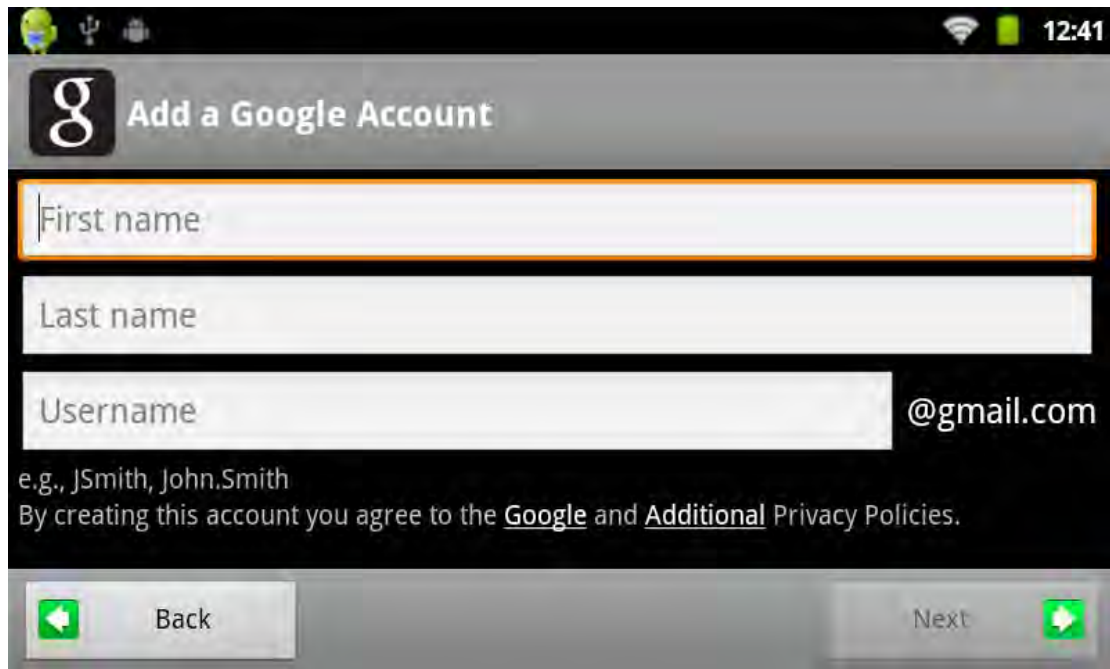 12:41
g Add a Google Account
First name
Last name
Username @gmail.com
e.g., JSmith, John.Smith
By creating this account you agree to the Google and Additional Privacy Policies.
Back Next